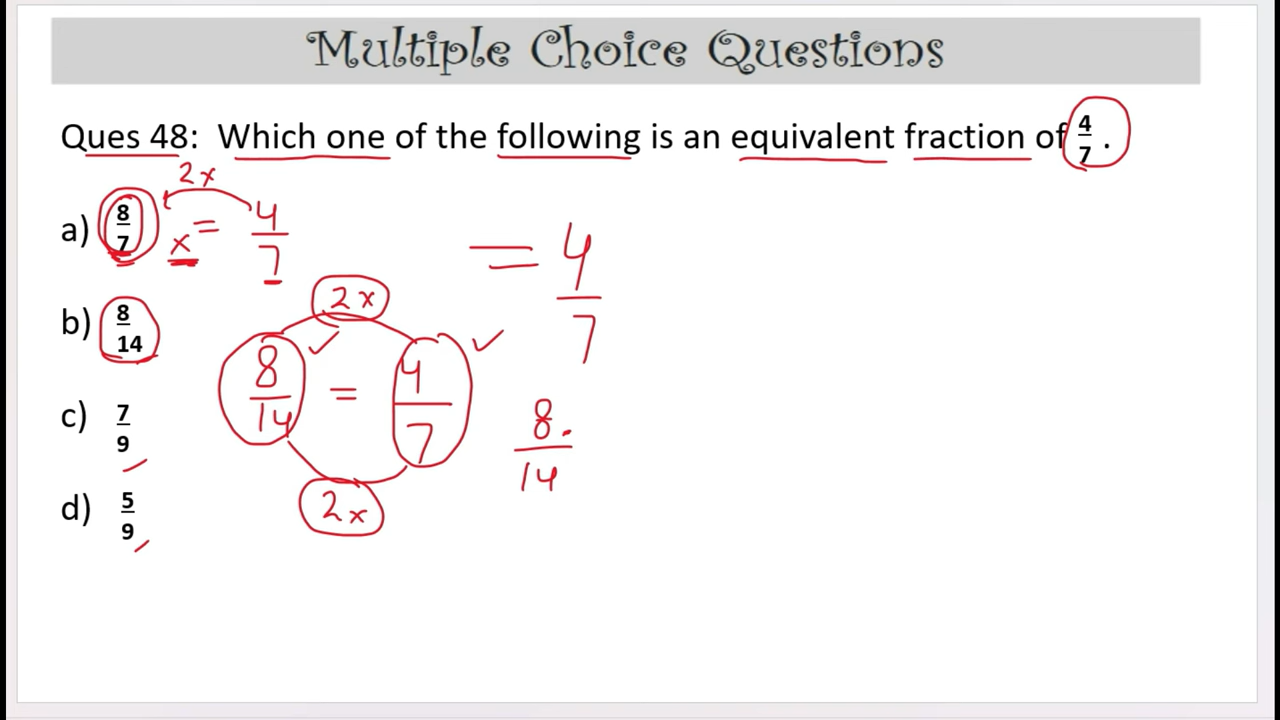 Multiple Choice Questions
Ques 48: Which one of the following is an equivalent fraction of 4/7 .
2x
a) 8/7 x = 4/7
= 4/7
2x
b) 8/14
8/14 ✓ = 4/7 ✓
c) 7/9
8/14
d) 5/9
2x